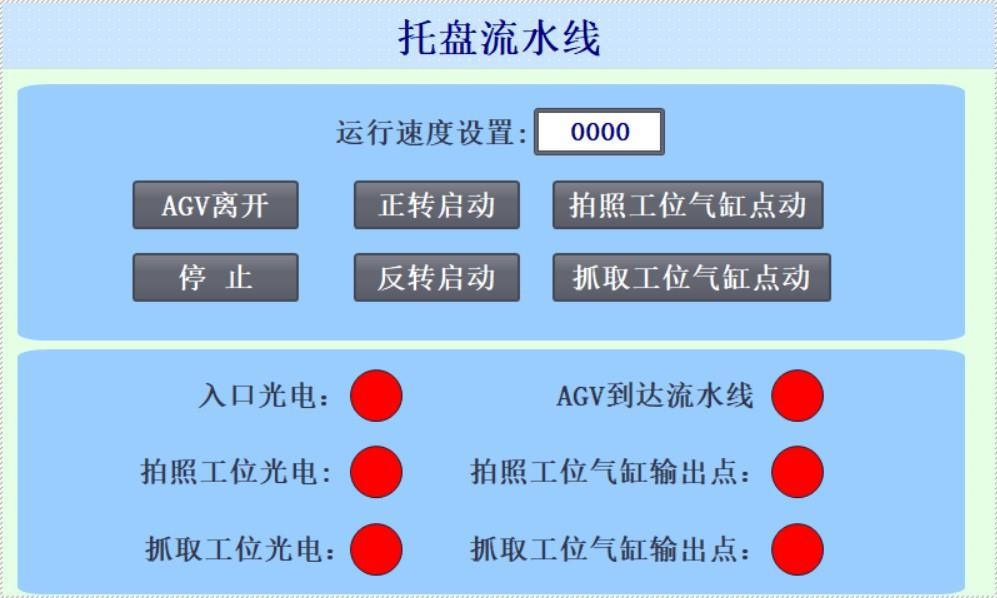 托盘流水线
运行速度设置: 0000
AGV离开 正转启动 拍照工位气缸点动
停 止 反转启动 抓取工位气缸点动
入口光电: AGV到达流水线
拍照工位光电: 拍照工位气缸输出点:
抓取工位光电: 抓取工位气缸输出点: